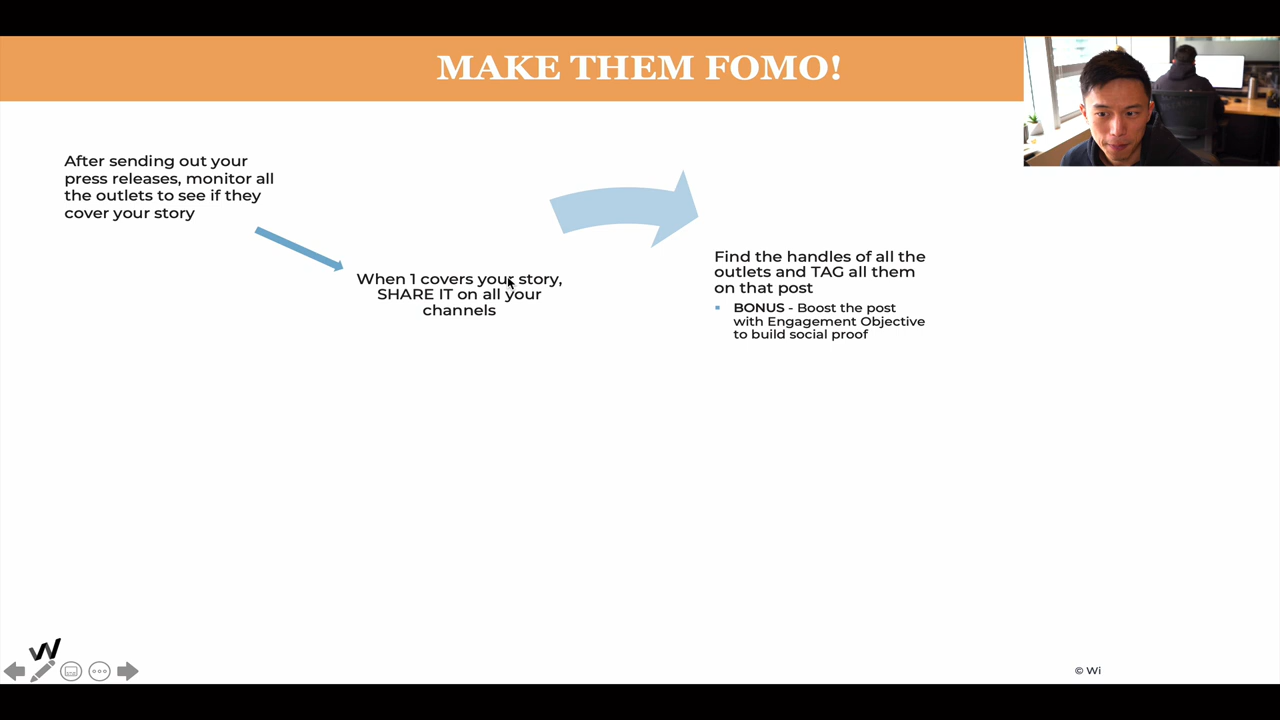 MAKE THEM FOMO!
After sending out your
press releases, monitor all
the outlets to see if they
cover your story
When 1 covers your story,
SHARE IT on all your
channels
Find the handles of all the
outlets and TAG all them
on that post
BONUS - Boost the post
with Engagement Objective
to build social proof
W
© Wi